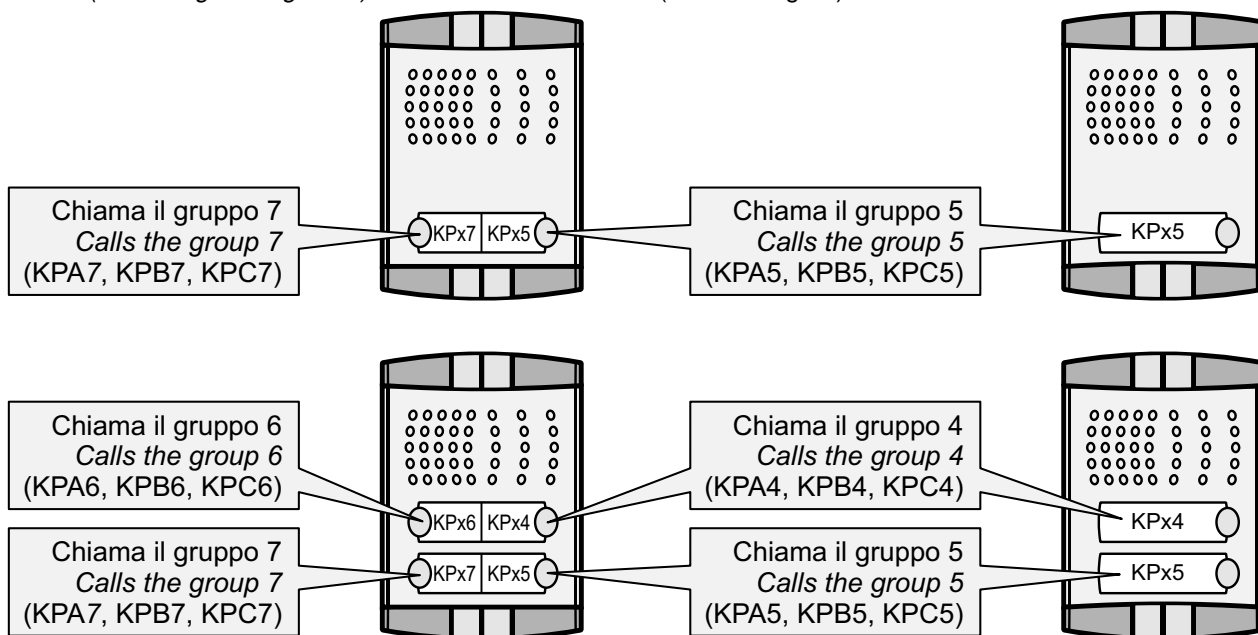 Chiama il gruppo 7
Calls the group 7
(KPA7, KPB7, KPC7)
KPx7 KPx5
Chiama il gruppo 5
Calls the group 5
(KPA5, KPB5, KPC5)
KPx5
Chiama il gruppo 6
Calls the group 6
(KPA6, KPB6, KPC6)
KPx6 KPx4
Chiama il gruppo 4
Calls the group 4
(KPA4, KPB4, KPC4)
KPx4
Chiama il gruppo 7
Calls the group 7
(KPA7, KPB7, KPC7)
KPx7 KPx5
Chiama il gruppo 5
Calls the group 5
(KPA5, KPB5, KPC5)
KPx5